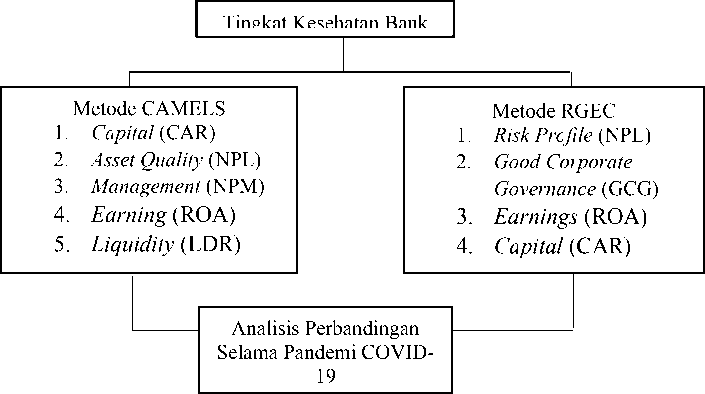 Tingkat Kesehatan Bank
Metode CAMELS
1. Capital (CAR)
2. Asset Quality (NPL)
3. Management (NPM)
4. Earning (ROA)
5. Liquidity (LDR)
Metode RGEC
1. Risk Profile (NPL)
2. Good Corporate
Governance (GCG)
3. Earnings (ROA)
4. Capital (CAR)
Analisis Perbandingan
Selama Pandemi COVID-
19